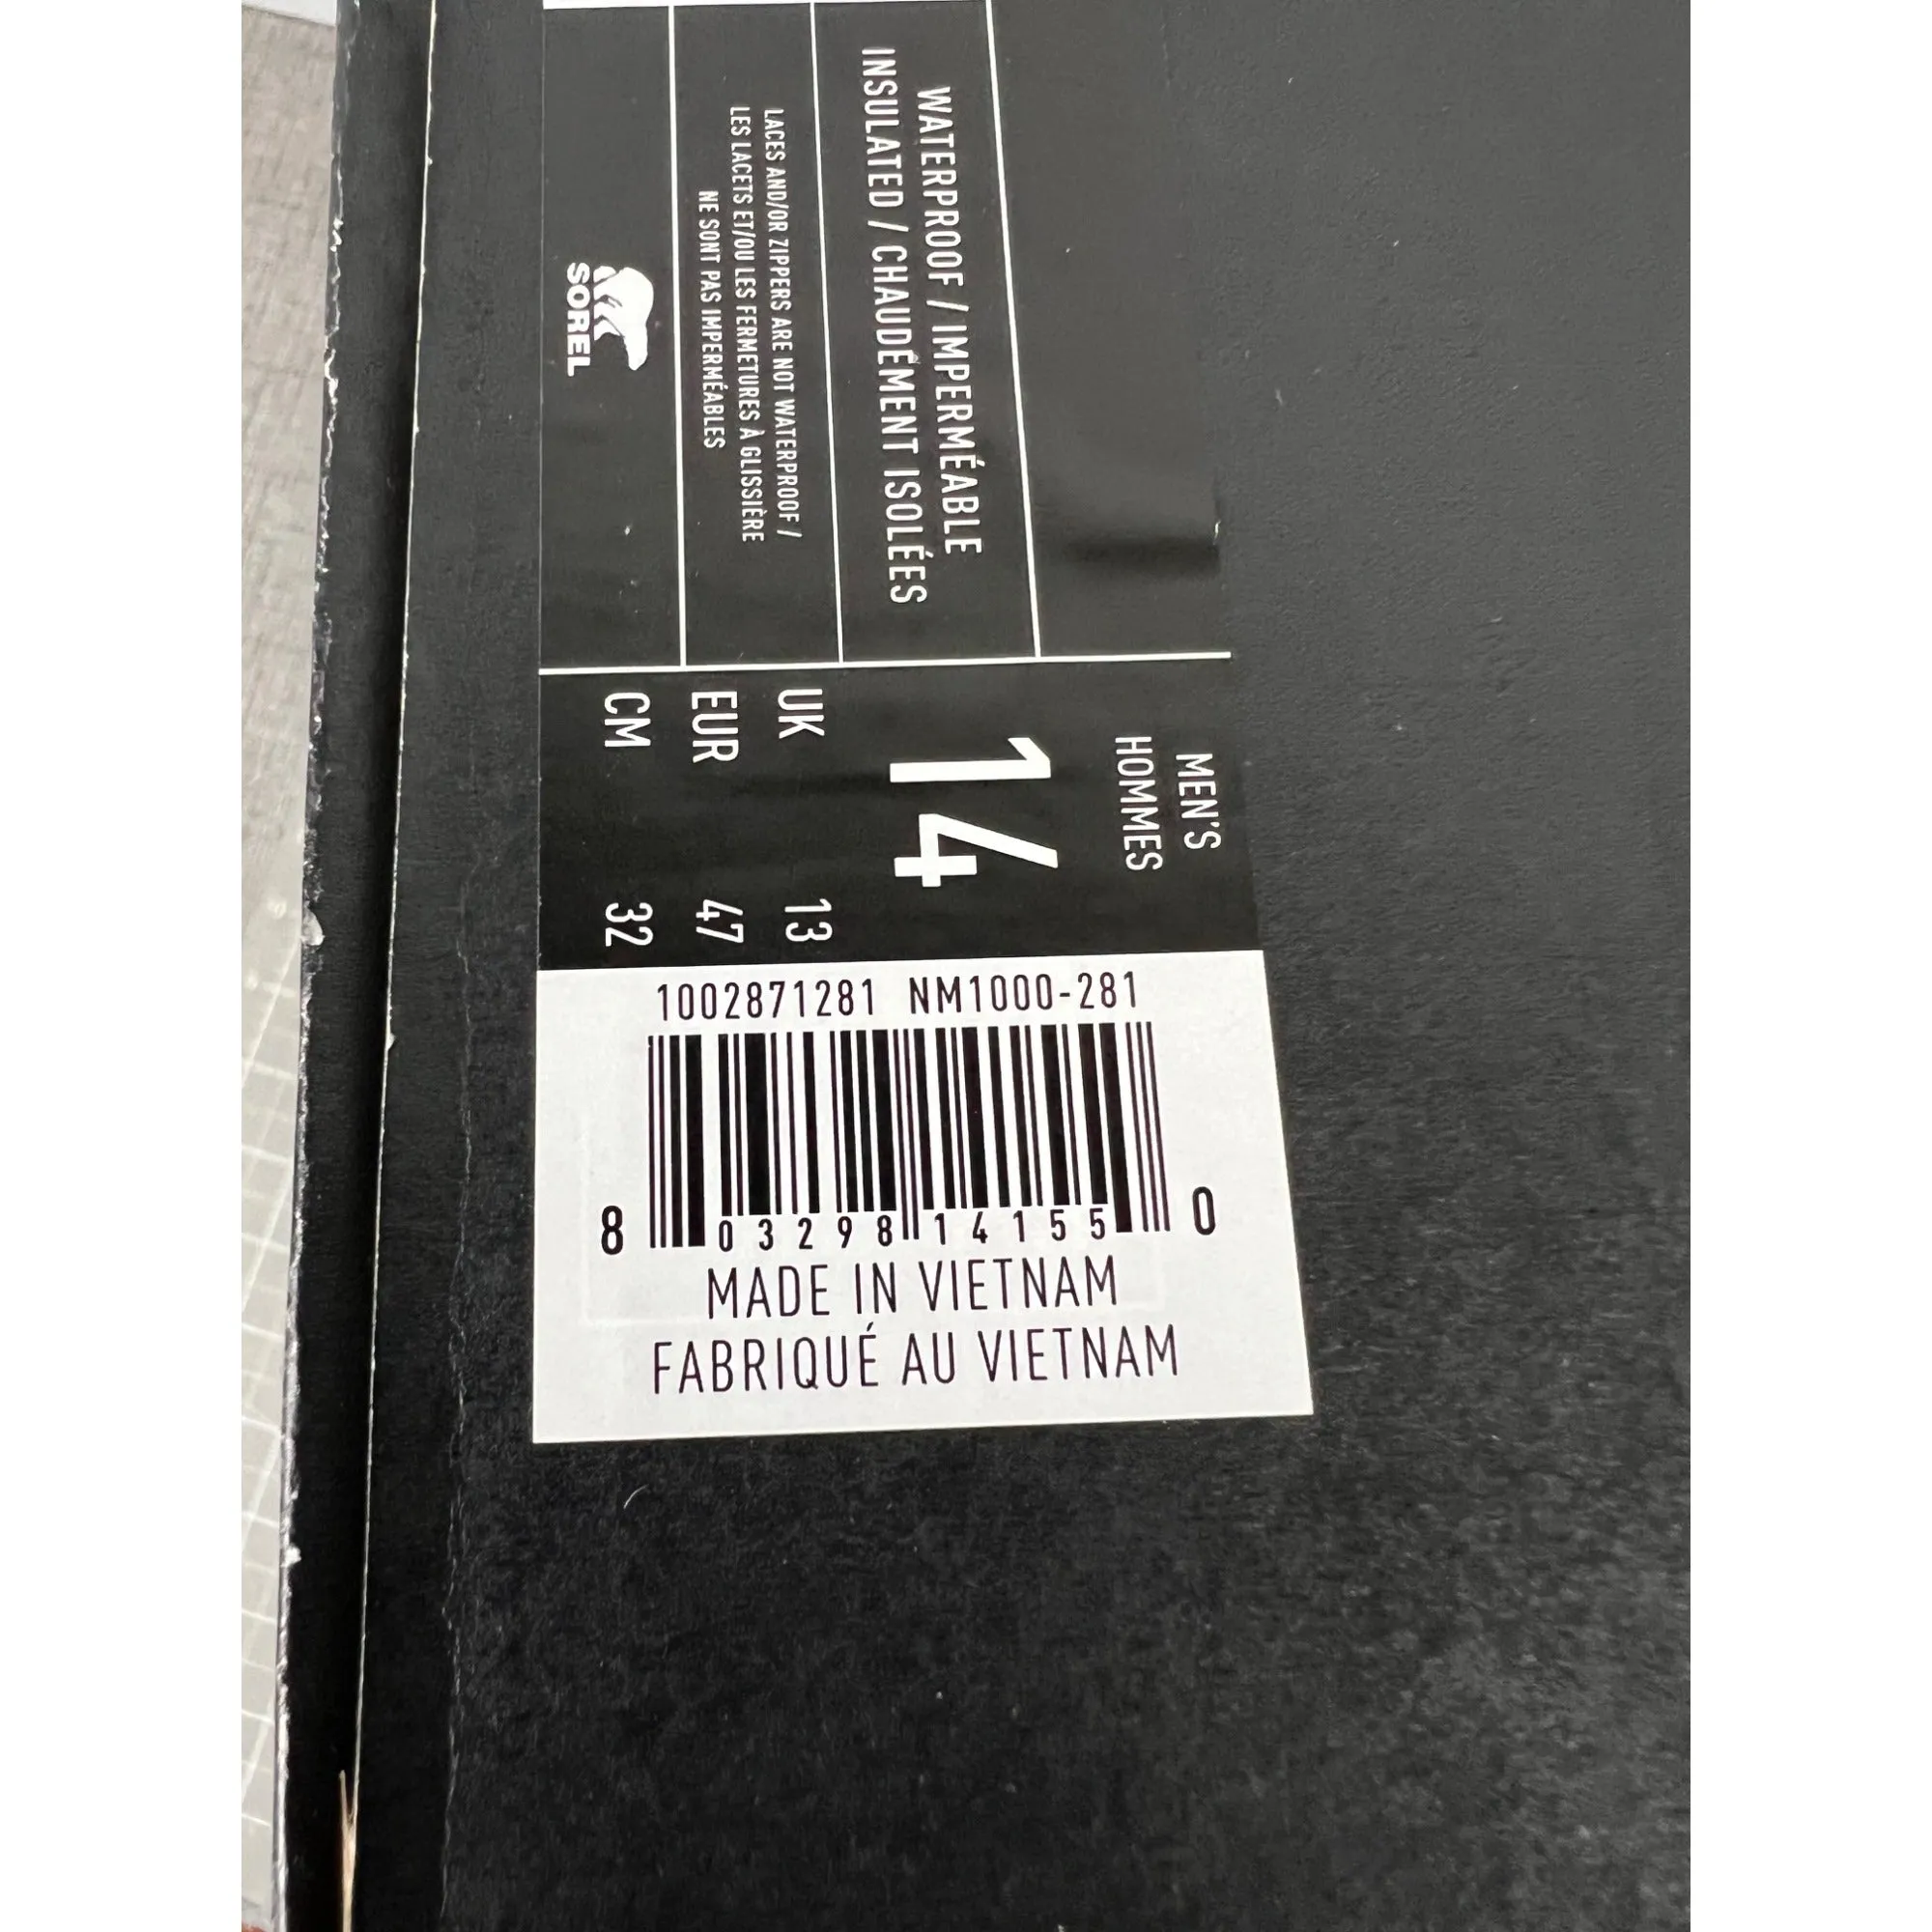 WATERPROOF / IMPERMÉABLE
INSULATED / CHAUDEMENT ISOLÉES
LACES AND/OR ZIPPERS ARE NOT WATERPROOF /
LES LACETS ET/OU LES FERMETURES À GLISSIÈRE
NE SONT PAS IMPERMÉABLES
SOREL
MEN'S
HOMMES
14
UK 13
EUR 47
CM 32
1002871281 NM1000-281
8 03298 14155 0
MADE IN VIETNAM
FABRIQUÉ AU VIETNAM